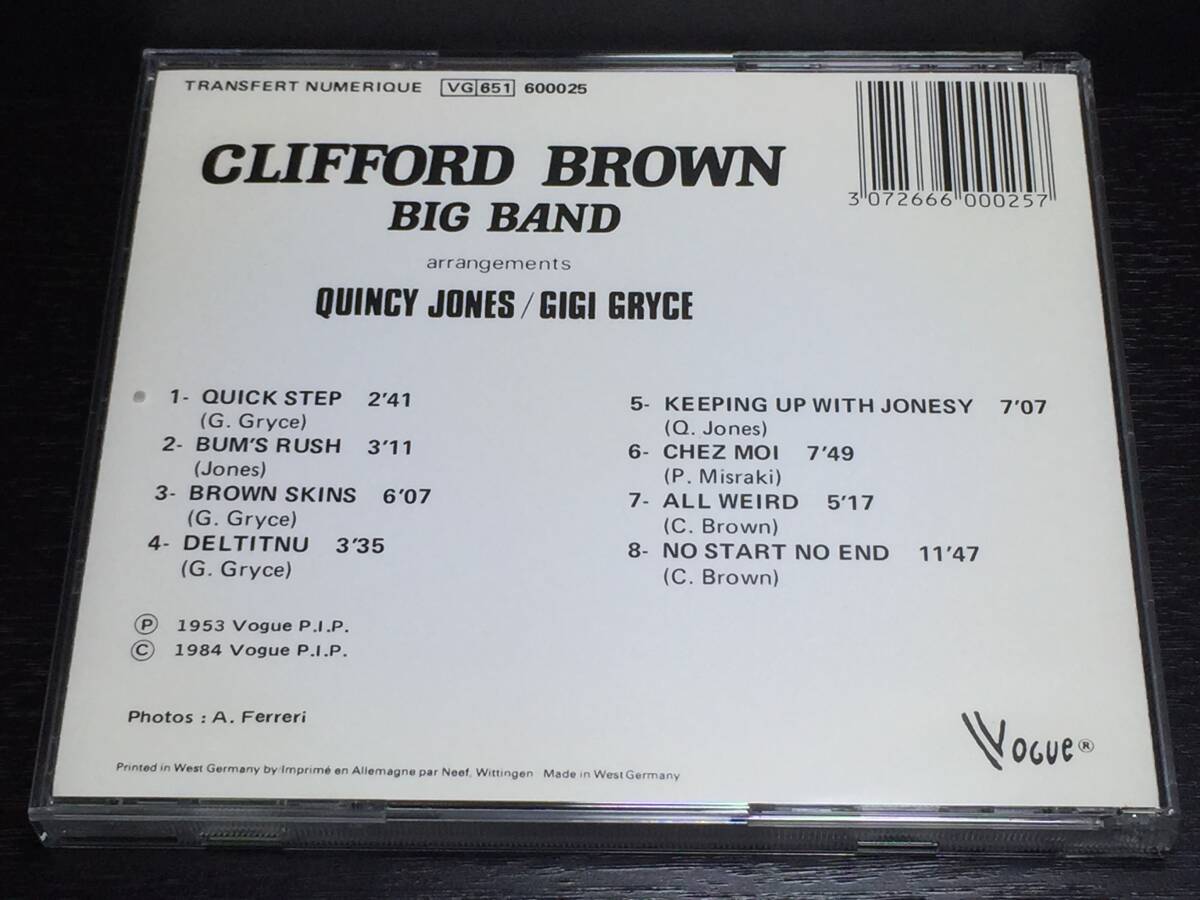 TRANSFERT NUMERIQUE VG 651 600025
3 072666 000257
CLIFFORD BROWN
BIG BAND
arrangements
QUINCY JONES / GIGI GRYCE
1- QUICK STEP 2'41
(G. Gryce)
2- BUM'S RUSH 3'11
(Jones)
3- BROWN SKINS 6'07
(G. Gryce)
4- DELTITNU 3'35
(G. Gryce)
5- KEEPING UP WITH JONESY 7'07
(Q. Jones)
6- CHEZ MOI 7'49
(P. Misraki)
7- ALL WEIRD 5'17
(C. Brown)
8- NO START NO END 11'47
(C. Brown)
℗ 1953 Vogue P.I.P.
© 1984 Vogue P.I.P.
Photos : A. Ferreri
VOGUE®
Printed in West Germany by/Imprimé en Allemagne par Neef, Wittingen Made in West Germany